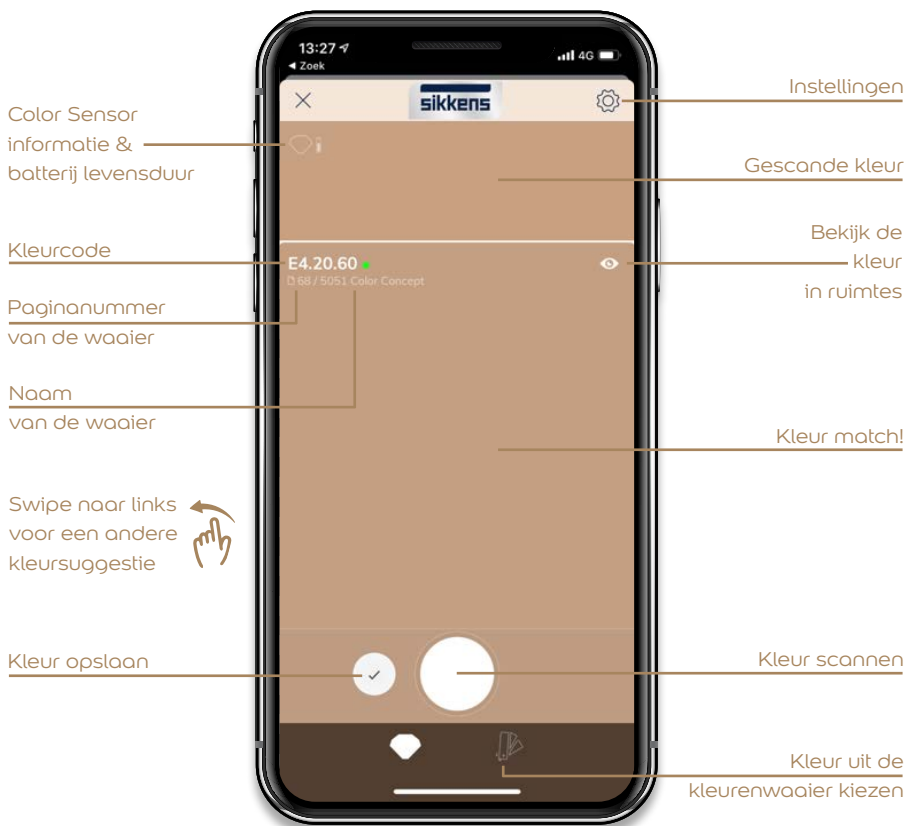 13:27
4G
Zoek
sikkens
Color Sensor
informatie &
batterij levensduur
Kleurcode
Paginanummer
van de waaier
Naam
van de waaier
Swipe naar links
voor een andere
kleursuggestie
Kleur opslaan
E4.20.60
68 / 5051 Color Concept
Instellingen
Gescande kleur
Bekijk de
kleur
in ruimtes
Kleur match!
Kleur scannen
Kleur uit de
kleurenwaaier kiezen